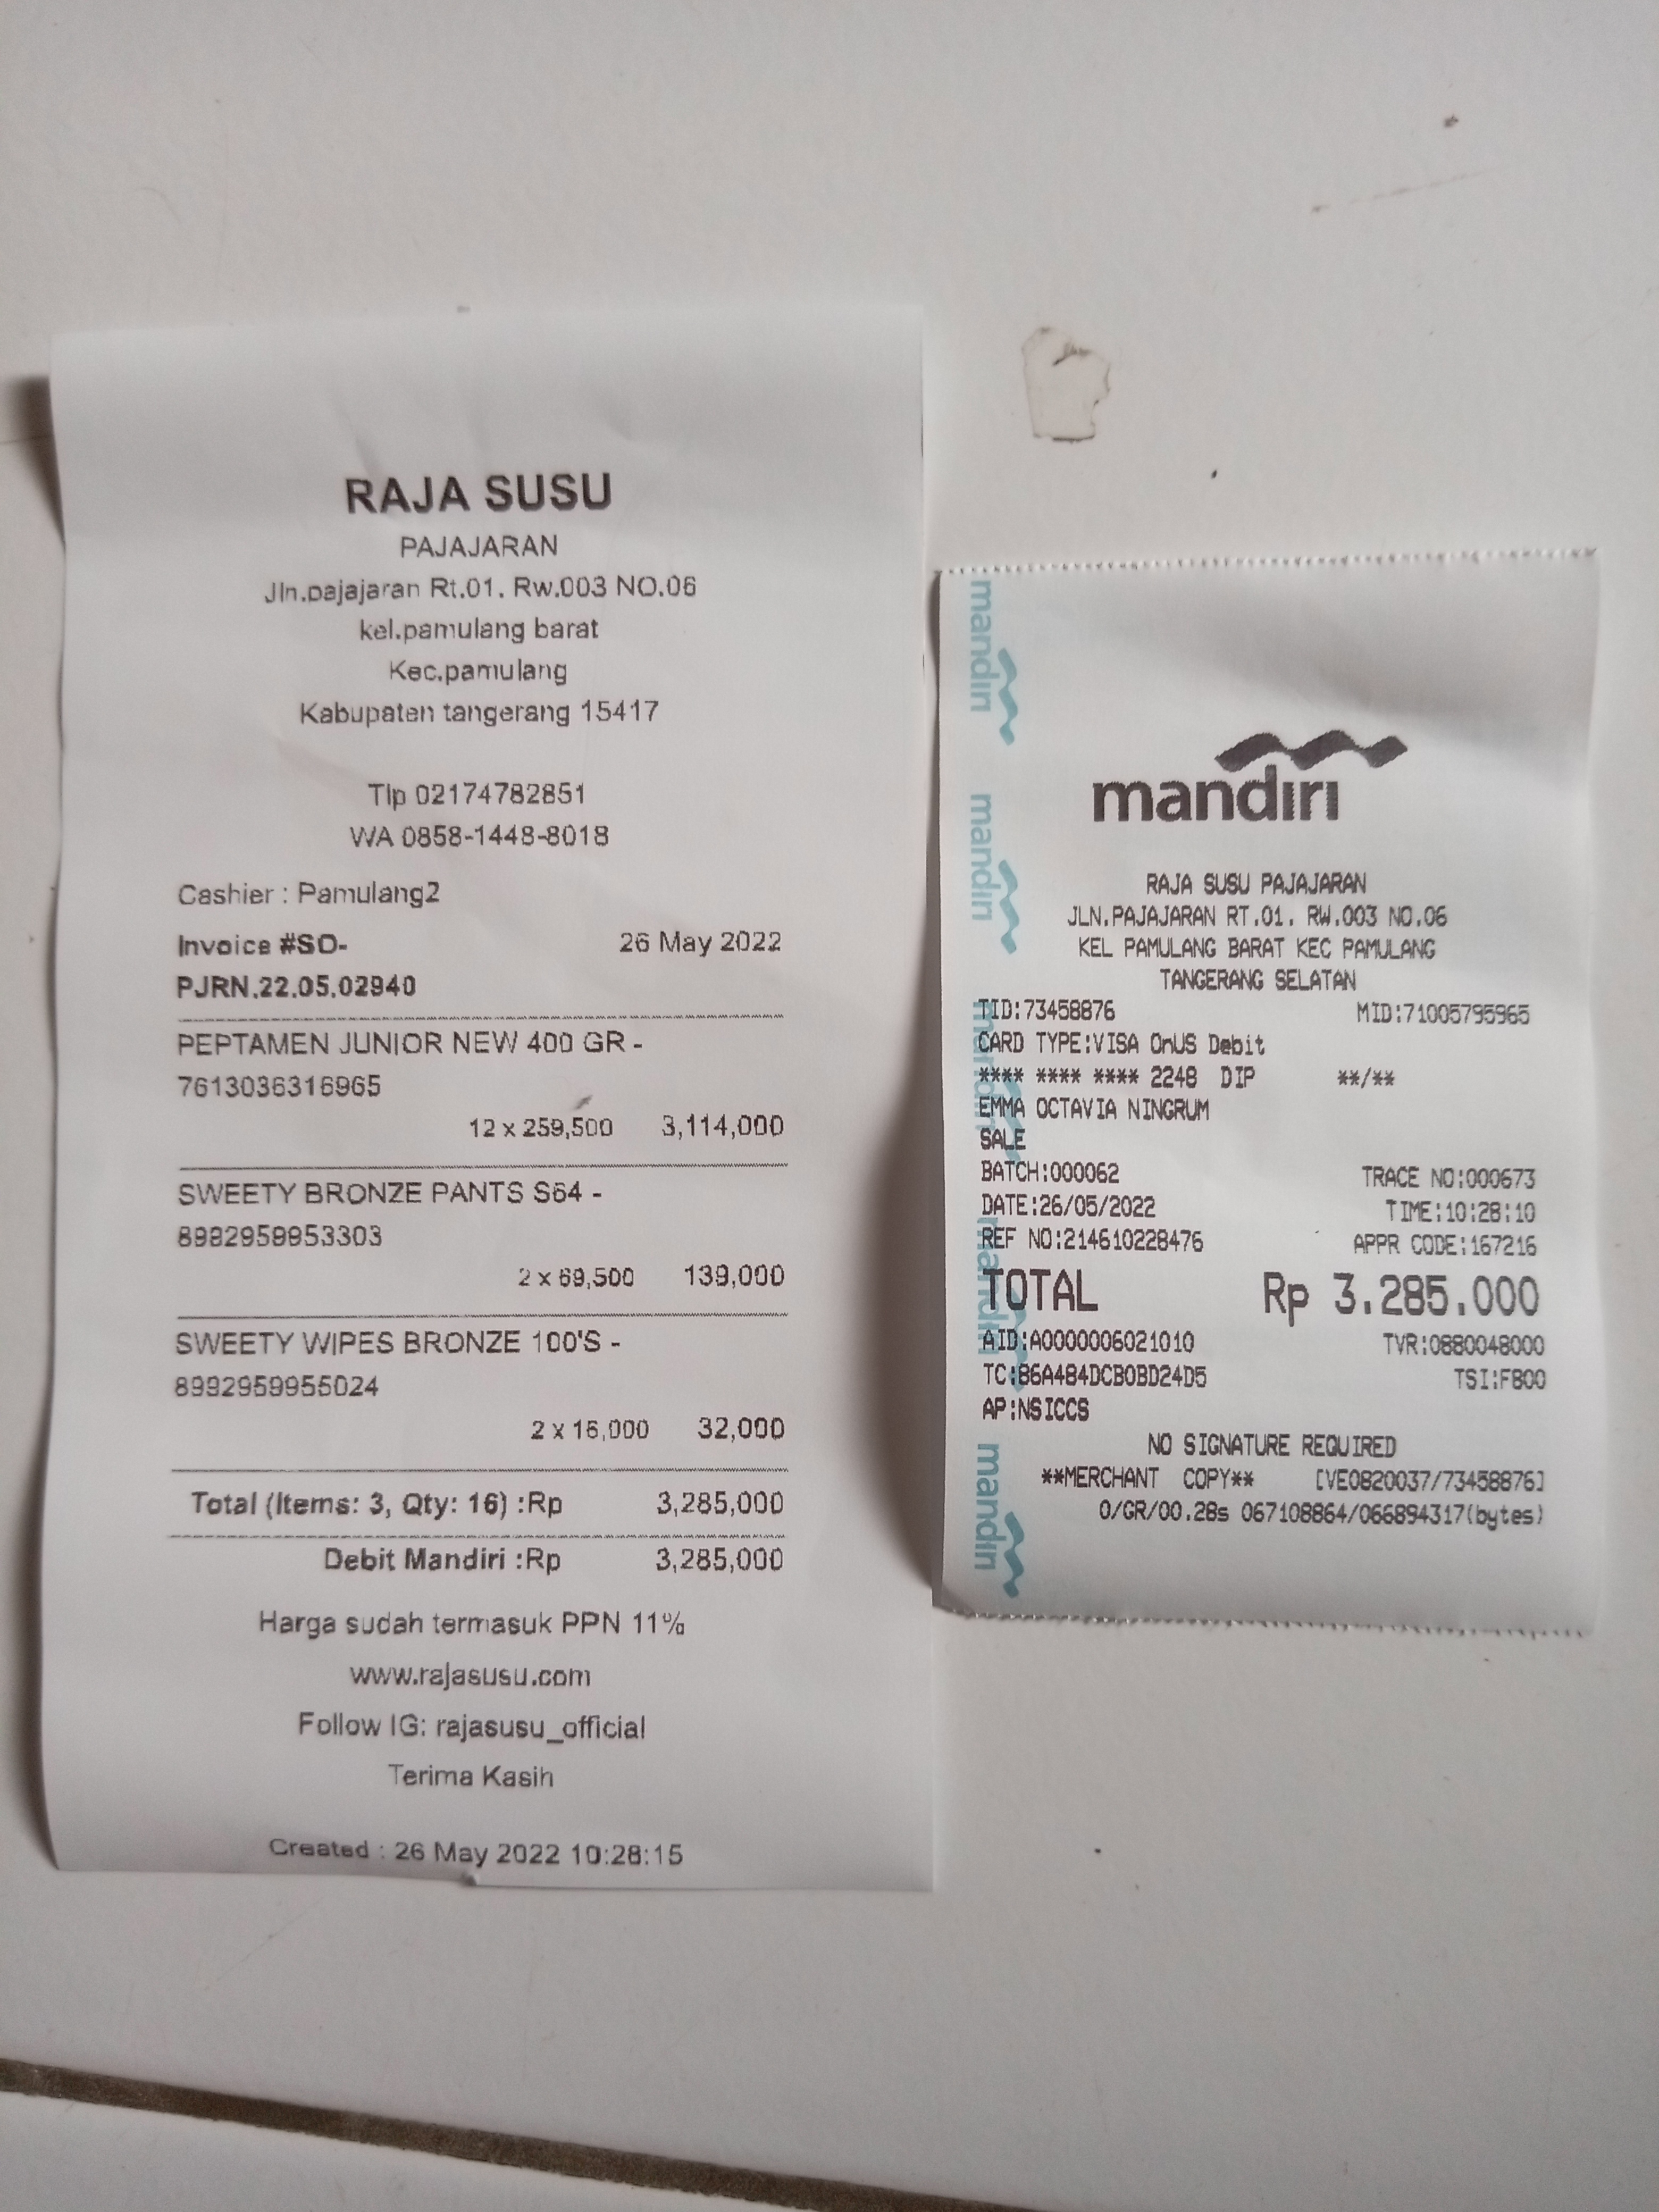 RAJA SUSU
PAJAJARAN
Jln.pajajaran Rt.01. Rw.003 NO.06
kel.pamulang barat
Kec.pamulang
Kabupaten tangerang 15417
Tlp 02174782851
WA 0858-1448-8018
Cashier : Pamulang2
Invoice #SO- 26 May 2022
PJRN.22.05.02940
PEPTAMEN JUNIOR NEW 400 GR -
7613036316965
12 x 259,500 3,114,000
SWEETY BRONZE PANTS S64 -
8992959953303
2 x 69,500 139,000
SWEETY WIPES BRONZE 100'S -
8992959955024
2 x 16,000 32,000
Total (Items: 3, Qty: 16) :Rp 3,285,000
Debit Mandiri :Rp 3,285,000
Harga sudah termasuk PPN 11%
www.rajasusu.com
Follow IG: rajasusu_official
Terima Kasih
Created : 26 May 2022 10:28:15
mandiri
mandiri
mandiri
mandiri
mandiri
mandiri
RAJA SUSU PAJAJARAN
JLN.PAJAJARAN RT.01. RW.003 NO.06
KEL PAMULANG BARAT KEC PAMULANG
TANGERANG SELATAN
TID:73458876 MID:71005795965
CARD TYPE:VISA OnUS Debit
**** **** **** 2248 DIP **/**
EMMA OCTAVIA NINGRUM
SALE
BATCH:000062 TRACE NO:000673
DATE:26/05/2022 TIME:10:28:10
REF NO:214610228476 APPR CODE:167216
TOTAL Rp 3.285.000
AID:A0000006021010 TVR:0880048000
TC:86A484DCB0BD24D5 TSI:F800
AP:NSICCS
NO SIGNATURE REQUIRED
**MERCHANT COPY** [VE0820037/73458876]
0/GR/00.28s 067108864/066894317(bytes)